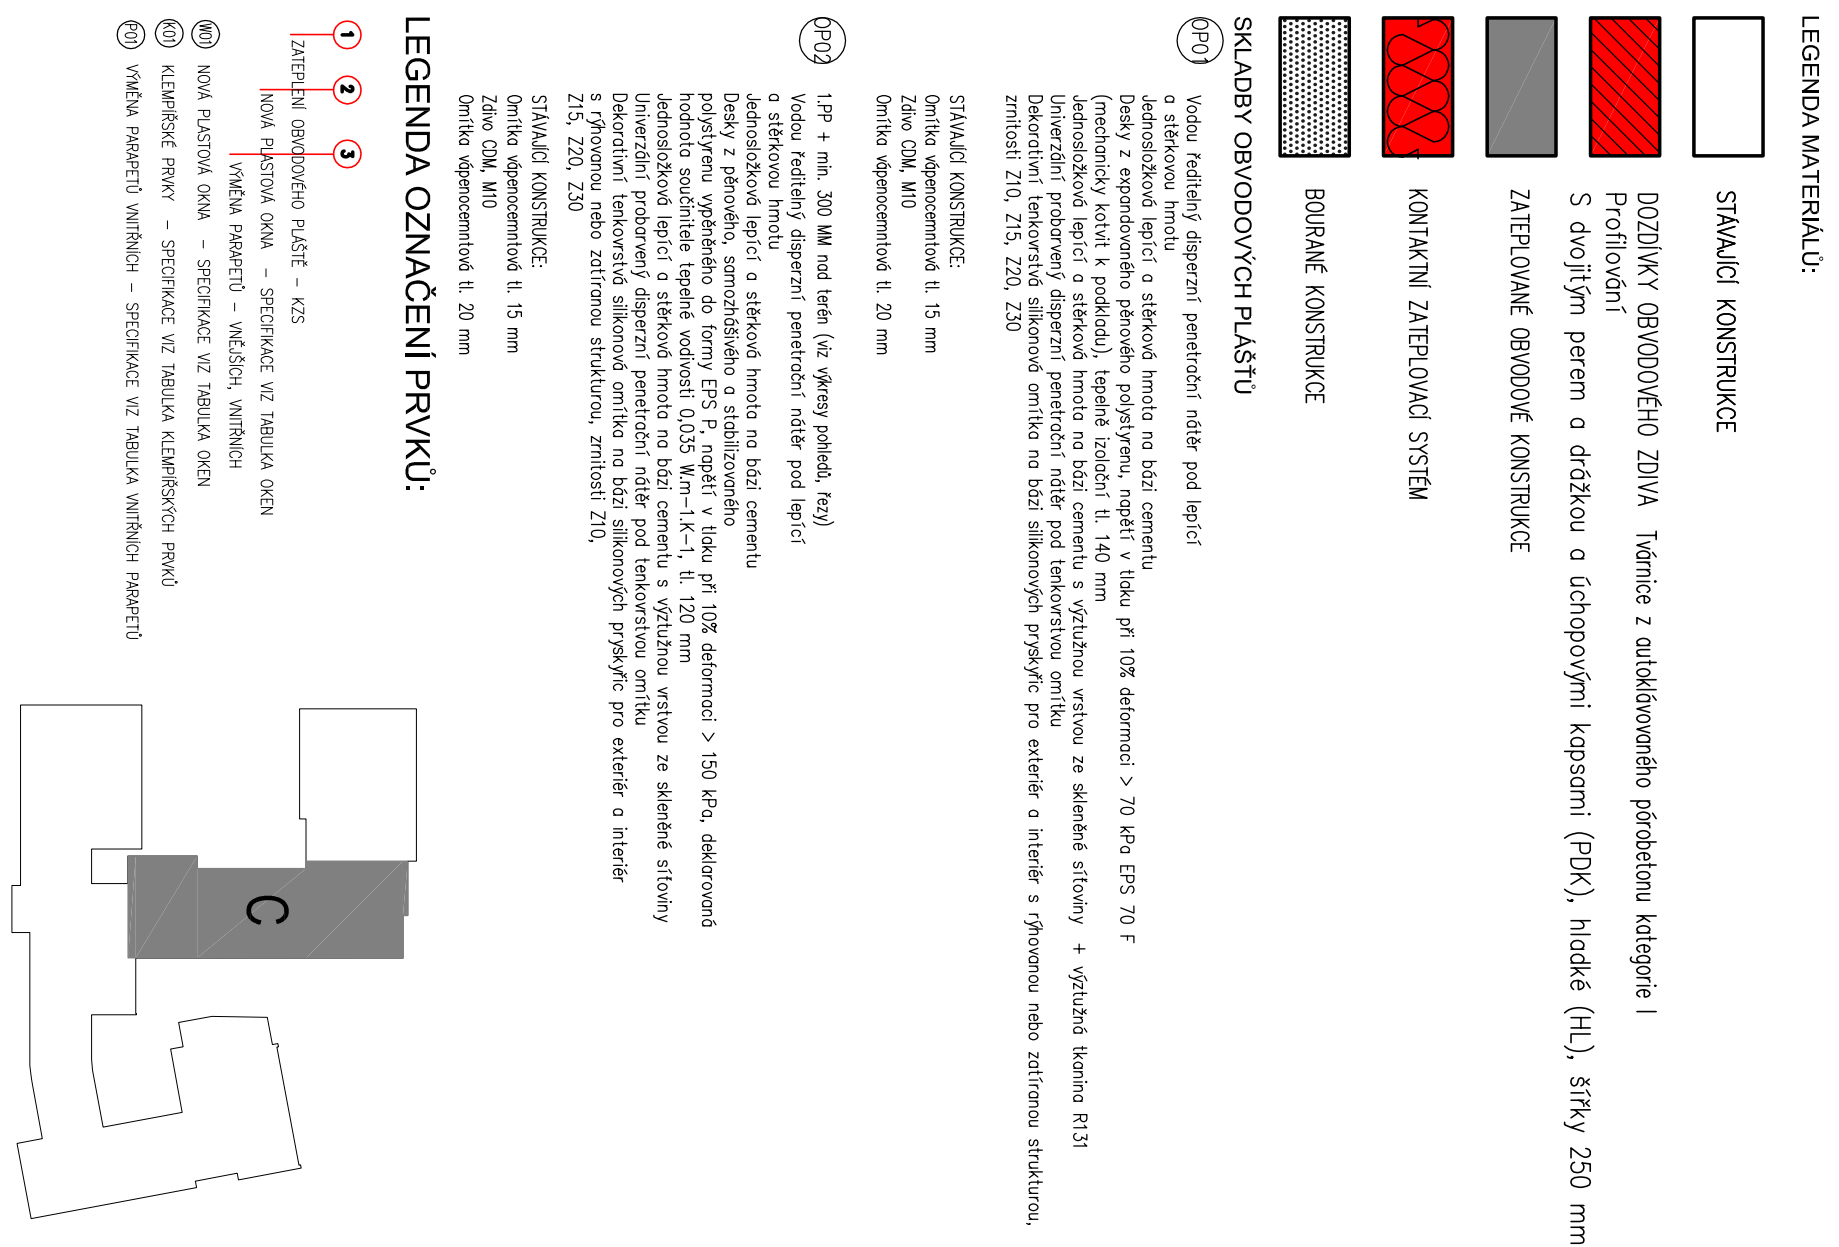 LEGENDA MATERIÁLŮ:
STÁVAJÍCÍ KONSTRUKCE
DOZDÍVKY OBVODOVÉHO ZDIVA Tvárnice z autoklávovaného pórobetonu kategorie I
Profilování
S dvojitým perem a drážkou a úchopovými kapsami (PDK), hladké (HL), šířky 250 mm
ZATEPLOVANÉ OBVODOVÉ KONSTRUKCE
KONTAKTNÍ ZATEPLOVACÍ SYSTÉM
BOURANÉ KONSTRUKCE
SKLADBY OBVODOVÝCH PLÁŠŤŮ
OP01
Vodou ředitelný disperzní penetrační nátěr pod lepící
a stěrkovou hmotu
Jednosložková lepící a stěrková hmota na bázi cementu
Desky z expandovaného pěnového polystyrenu, napětí v tlaku při 10% deformaci > 70 kPa EPS 70 F
(mechanicky kotvit k podkladu), tepelně izolační tl. 140 mm
Jednosložková lepící a stěrková hmota na bázi cementu s výztužnou vrstvou ze skleněné síťoviny + výztužná tkanina R131
Univerzální probarvený disperzní penetrační nátěr pod tenkovrstvou omítku
Dekorativní tenkovrstvá silikonová omítka na bázi silikonových pryskyřic pro exteriér a interiér s rýhovanou nebo zatíranou strukturou,
zrnitosti Z10, Z15, Z20, Z30
STÁVAJÍCÍ KONSTRUKCE:
Omítka vápenocemntová tl. 15 mm
Zdivo CDM, M10
Omítka vápenocemntová tl. 20 mm
OP02
1.PP + min. 300 MM nad terén (viz výkresy pohledů, řezy)
Vodou ředitelný disperzní penetrační nátěr pod lepící
a stěrkovou hmotu
Jednosložková lepící a stěrková hmota na bázi cementu
Desky z pěnového, samozhášivého a stabilizovaného
polystyrenu vypěněného do formy EPS P, napětí v tlaku při 10% deformaci > 150 kPa, deklarovaná
hodnota součinitele tepelné vodivosti 0,035 W.m-1.K-1, tl. 120 mm
Jednosložková lepící a stěrková hmota na bázi cementu s výztužnou vrstvou ze skleněné síťoviny
Univerzální probarvený disperzní penetrační nátěr pod tenkovrstvou omítku
Dekorativní tenkovrstvá silikonová omítka na bázi silikonových pryskyřic pro exteriér a interiér
s rýhovanou nebo zatíranou strukturou, zrnitosti Z10,
Z15, Z20, Z30
STÁVAJÍCÍ KONSTRUKCE:
Omítka vápenocemntová tl. 15 mm
Zdivo CDM, M10
Omítka vápenocemntová tl. 20 mm
LEGENDA OZNAČENÍ PRVKŮ:
1
ZATEPLENÍ OBVODOVÉHO PLÁŠTĚ - KZS
2
NOVÁ PLASTOVÁ OKNA - SPECIFIKACE VIZ TABULKA OKEN
3
VÝMĚNA PARAPETŮ - VNĚJŠÍCH, VNITŘNÍCH
W01 NOVÁ PLASTOVÁ OKNA - SPECIFIKACE VIZ TABULKA OKEN
K01 KLEMPÍŘSKÉ PRVKY - SPECIFIKACE VIZ TABULKA KLEMPÍŘSKÝCH PRVKŮ
P01 VÝMĚNA PARAPETŮ VNITŘNÍCH - SPECIFIKACE VIZ TABULKA VNITŘNÍCH PARAPETŮ
C